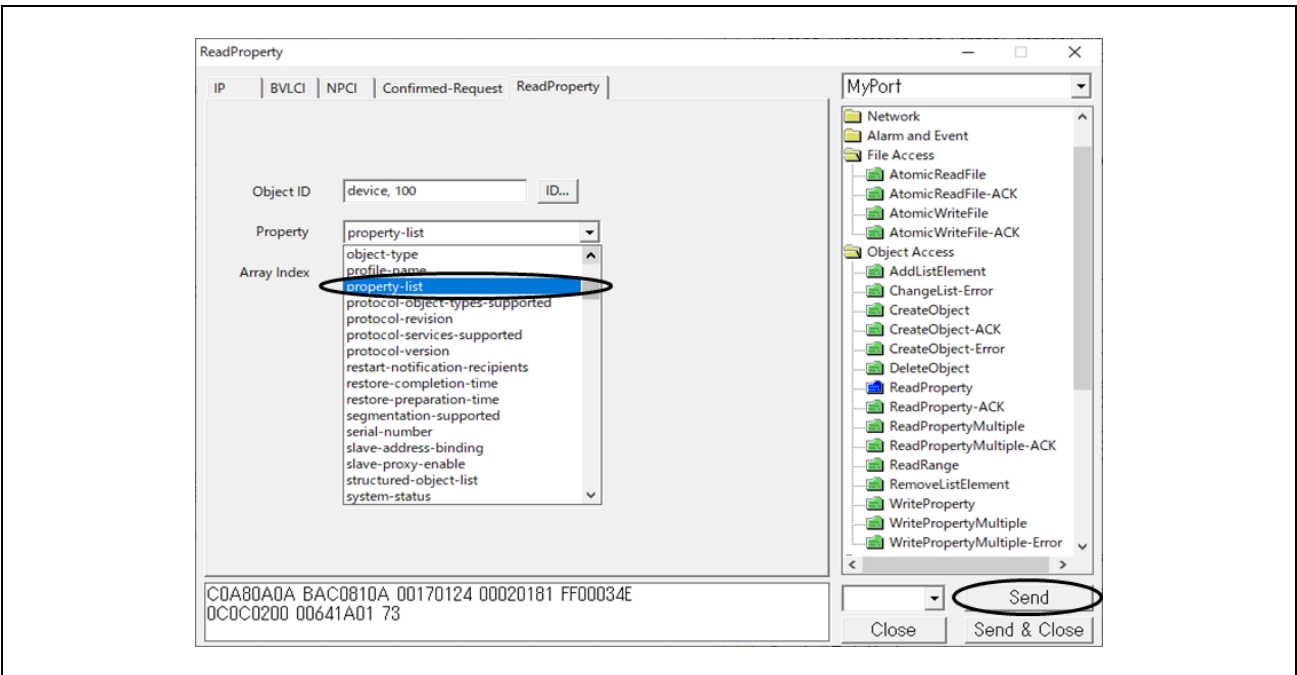 ReadProperty
IP BVLCI NPCI Confirmed-Request ReadProperty
Object ID device, 100 ID...
Property property-list
Array Index
object-type
profile-name
property-list
protocol-object-types-supported
protocol-revision
protocol-services-supported
protocol-version
restart-notification-recipients
restore-completion-time
restore-preparation-time
segmentation-supported
serial-number
slave-address-binding
slave-proxy-enable
structured-object-list
system-status
MyPort
Network
Alarm and Event
File Access
AtomicReadFile
AtomicReadFile-ACK
AtomicWriteFile
AtomicWriteFile-ACK
Object Access
AddListElement
ChangeList-Error
CreateObject
CreateObject-ACK
CreateObject-Error
DeleteObject
ReadProperty
ReadProperty-ACK
ReadPropertyMultiple
ReadPropertyMultiple-ACK
ReadRange
RemoveListElement
WriteProperty
WritePropertyMultiple
WritePropertyMultiple-Error
C0A80A0A BAC0810A 00170124 00020181 FF00034E
0C0C0200 00641A01 73
Send
Close Send & Close